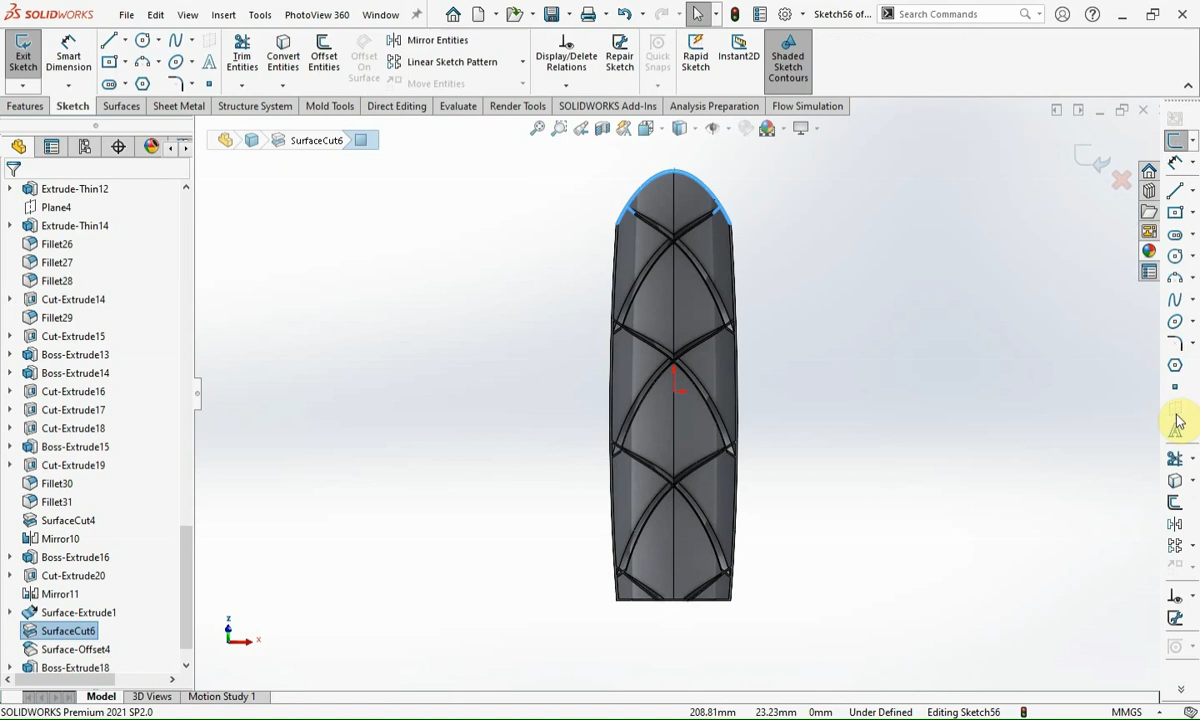 SOLIDWORKS File Edit View Insert Tools PhotoView 360 Window Sketch56 of... Search Commands
Exit Sketch Smart Dimension Trim Entities Convert Entities Offset Entities Offset On Surface Mirror Entities Linear Sketch Pattern Move Entities Display/Delete Relations Repair Sketch Quick Snaps Rapid Sketch Instant2D Shaded Sketch Contours
Features Sketch Surfaces Sheet Metal Structure System Mold Tools Direct Editing Evaluate Render Tools SOLIDWORKS Add-Ins Analysis Preparation Flow Simulation
SurfaceCut6
Extrude-Thin12
Plane4
Extrude-Thin14
Fillet26
Fillet27
Fillet28
Cut-Extrude14
Fillet29
Cut-Extrude15
Boss-Extrude13
Boss-Extrude14
Cut-Extrude16
Cut-Extrude17
Cut-Extrude18
Boss-Extrude15
Cut-Extrude19
Fillet30
Fillet31
SurfaceCut4
Mirror10
Boss-Extrude16
Cut-Extrude20
Mirror11
Surface-Extrude1
SurfaceCut6
Surface-Offset4
Boss-Extrude18
z
x
Model 3D Views Motion Study 1
SOLIDWORKS Premium 2021 SP2.0 208.81mm 23.23mm 0mm Under Defined Editing Sketch56 MMGS